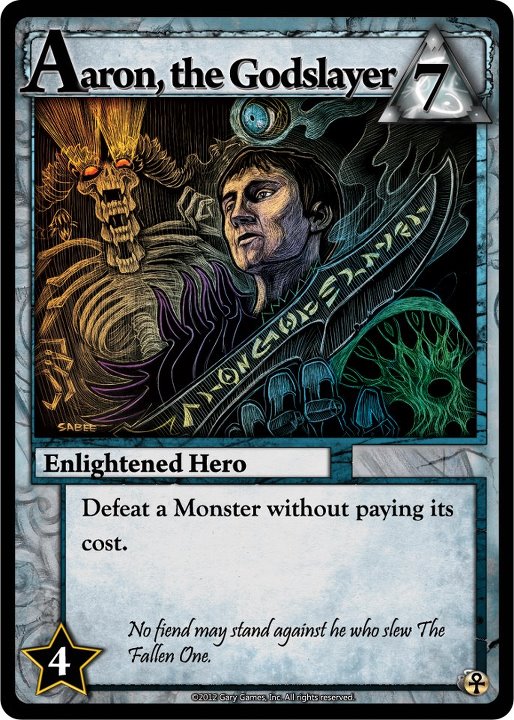 Aaron, the Godslayer
7
SABEE
Enlightened Hero
Defeat a Monster without paying its
cost.
No fiend may stand against he who slew The
Fallen One.
4
©2012 Gary Games, Inc. All rights reserved.